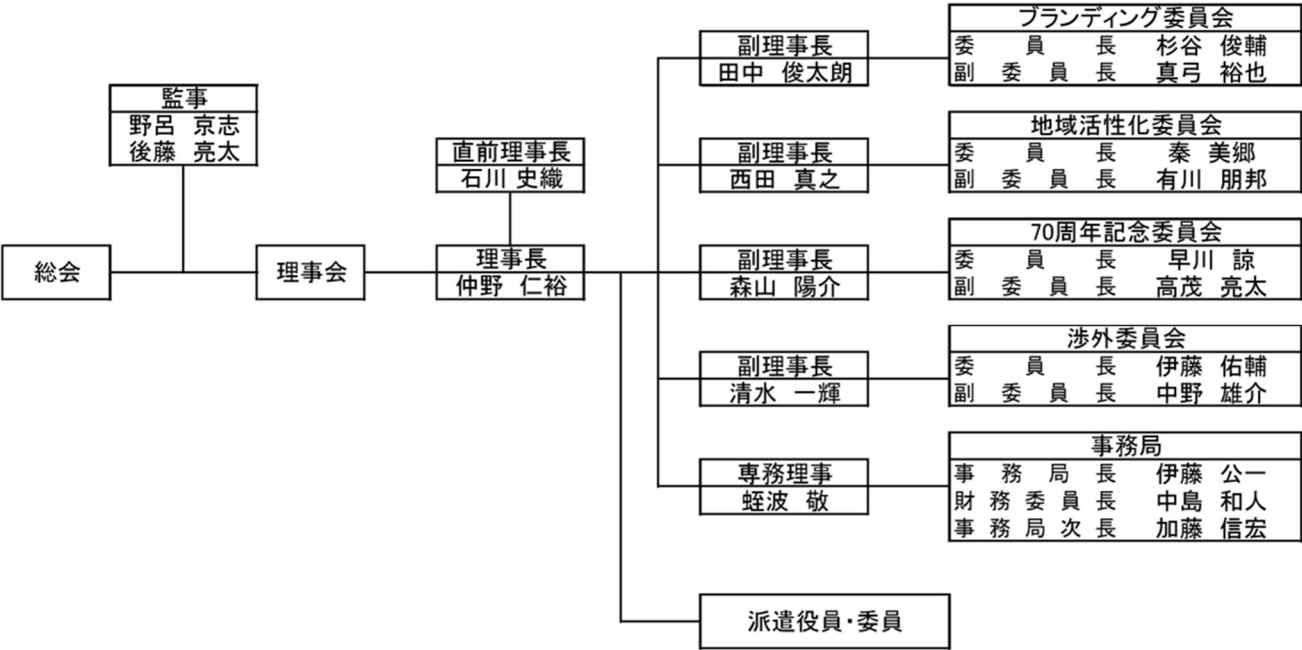 総会
監事
野呂 京志
後藤 亮太
理事会
直前理事長
石川 史織
理事長
仲野 仁裕
副理事長
田中 俊太朗
ブランディング委員会
委員長 杉谷 俊輔
副委員長 真弓 裕也
副理事長
西田 真之
地域活性化委員会
委員長 秦 美郷
副委員長 有川 朋邦
副理事長
森山 陽介
70周年記念委員会
委員長 早川 諒
副委員長 高茂 亮太
副理事長
清水 一輝
渉外委員会
委員長 伊藤 佑輔
副委員長 中野 雄介
専務理事
蛭波 敬
事務局
事務局長 伊藤 公一
財務委員長 中島 和人
事務局次長 加藤 信宏
派遣役員・委員